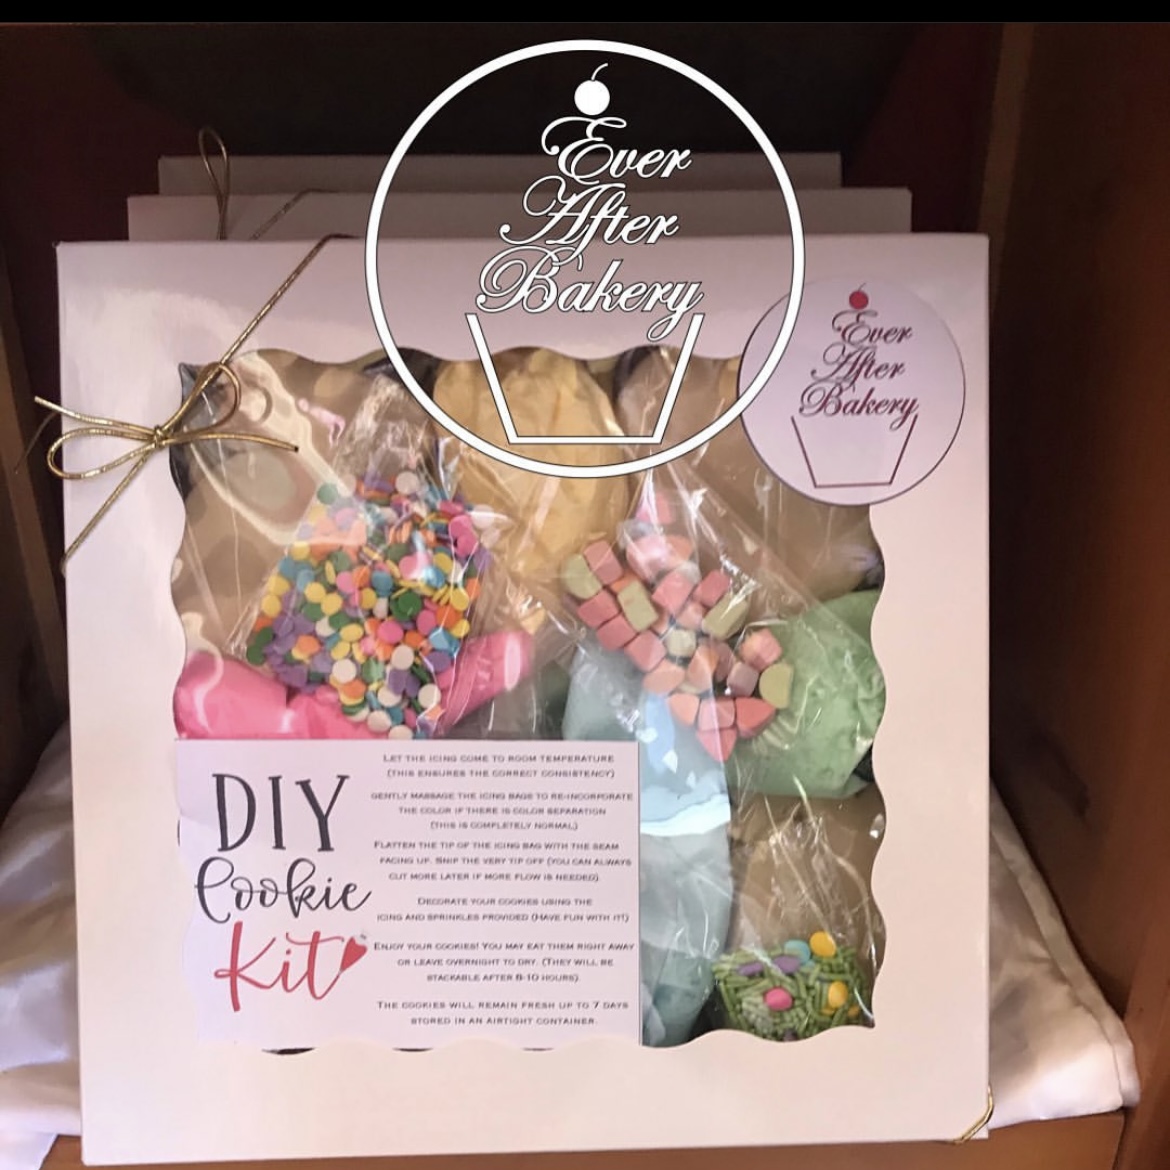 Ever
After
Bakery
Ever
After
Bakery
DIY
Cookie
Kit
LET THE ICING COME TO ROOM TEMPERATURE
(THIS ENSURES THE CORRECT CONSISTENCY)
GENTLY MASSAGE THE ICING BAGS TO RE-INCORPORATE
THE COLOR IF THERE IS COLOR SEPARATION
(THIS IS COMPLETELY NORMAL)
FLATTEN THE TIP OF THE ICING BAG WITH THE SEAM
FACING UP. SNIP THE VERY TIP OFF (YOU CAN ALWAYS
CUT MORE LATER IF MORE FLOW IS NEEDED).
DECORATE YOUR COOKIES USING THE
ICING AND SPRINKLES PROVIDED (HAVE FUN WITH IT!)
ENJOY YOUR COOKIES! YOU MAY EAT THEM RIGHT AWAY
OR LEAVE OVERNIGHT TO DRY. (THEY WILL BE
STACKABLE AFTER 8-10 HOURS).
THE COOKIES WILL REMAIN FRESH UP TO 7 DAYS
STORED IN AN AIRTIGHT CONTAINER.